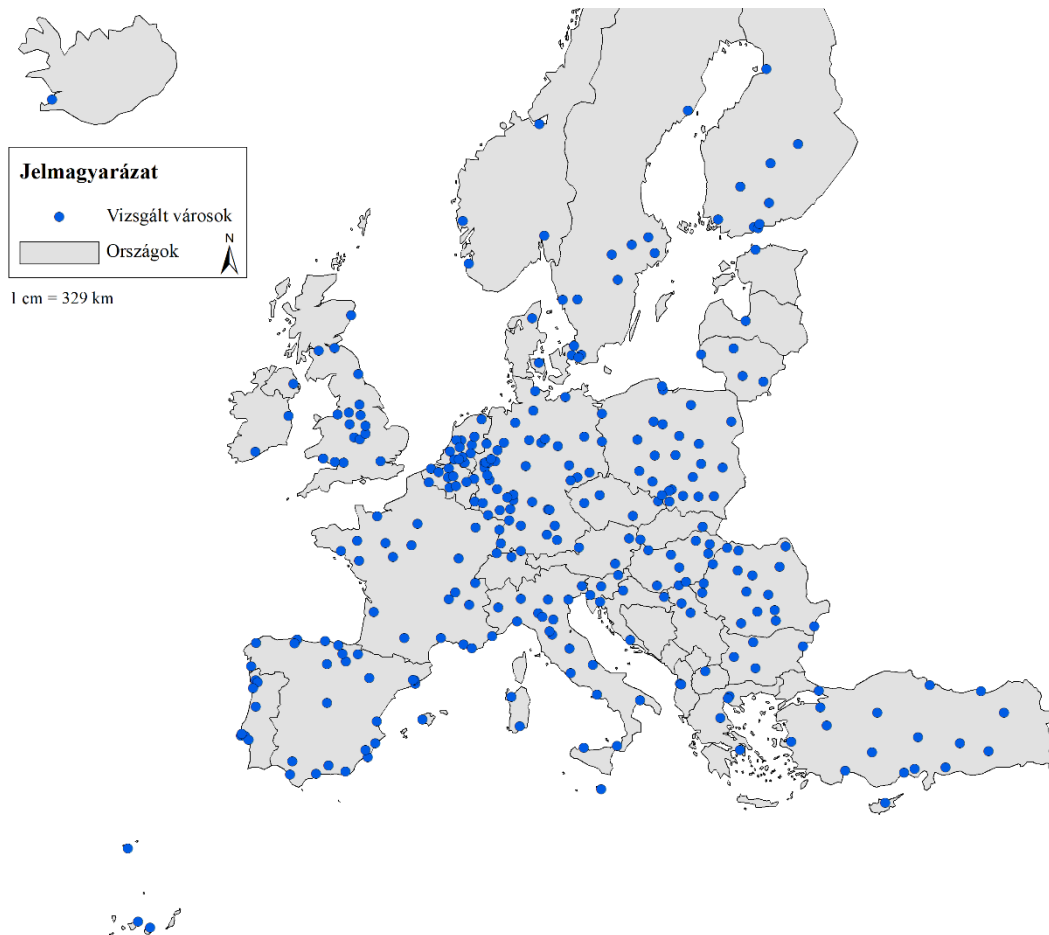 Jelmagyarázat
Vizsgált városok
Országok
N
1 cm = 329 km